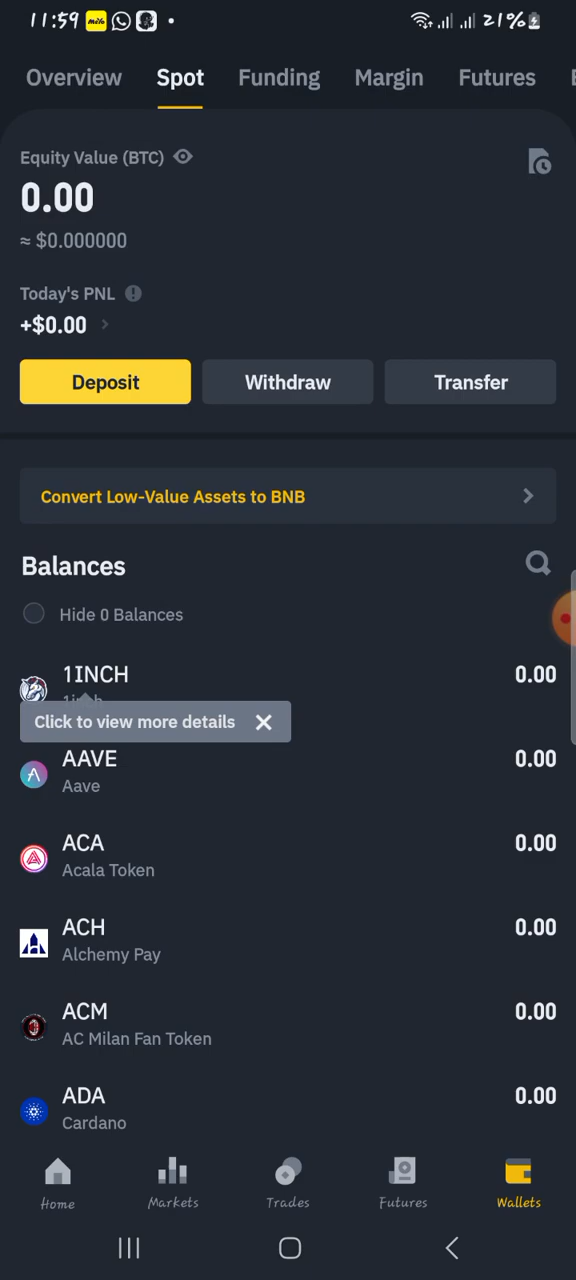 11:59 21%
Overview Spot Funding Margin Futures
Equity Value (BTC)
0.00
≈ $0.000000
Today's PNL
+$0.00
Deposit Withdraw Transfer
Convert Low-Value Assets to BNB
Balances
Hide 0 Balances
1INCH 0.00
1inch
Click to view more details
AAVE 0.00
Aave
ACA 0.00
Acala Token
ACH 0.00
Alchemy Pay
ACM 0.00
AC Milan Fan Token
ADA 0.00
Cardano
Home Markets Trades Futures Wallets